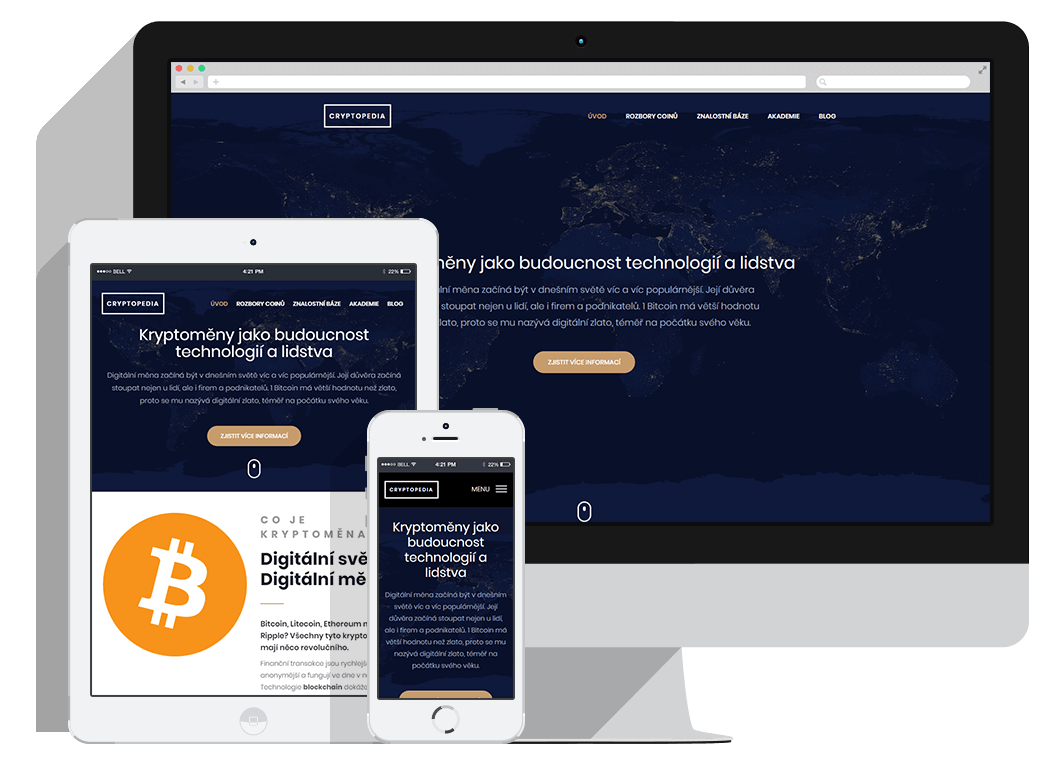 CRYPTOPEDIA
ÚVOD ROZBORY COINŮ ZNALOSTNÍ BÁZE AKADEMIE BLOG
ěny jako budoucnost technologií a lidstva
lní měna začíná být v dnešním světě víc a víc populárnější. Její důvěra
stoupat nejen u lidí, ale i firem a podnikatelů. 1 Bitcoin má větší hodnotu
lato, proto se mu nazývá digitální zlato, téměř na počátku svého věku.
ZJISTIT VÍCE INFORMACÍ
BELL 4:21 PM 22%
CRYPTOPEDIA
ÚVOD ROZBORY COINŮ ZNALOSTNÍ BÁZE AKADEMIE BLOG
Kryptoměny jako budoucnost
technologií a lidstva
Digitální měna začíná být v dnešním světě víc a víc populárnější. Její důvěra začíná
stoupat nejen u lidí, ale i firem a podnikatelů. 1 Bitcoin má větší hodnotu než zlato,
proto se mu nazývá digitální zlato, téměř na počátku svého věku.
ZJISTIT VÍCE INFORMACÍ
CO JE
KRYPTOMĚNA
Digitální svě
Digitální mě
Bitcoin, Litecoin, Ethereum n
Ripple? Všechny tyto krypto
mají něco revolučního.
Finanční transakce jsou rychlejš
anonymější a fungují ve dne v n
Technologie blockchain dokáže
BELL 4:21 PM 22%
CRYPTOPEDIA
MENU
Kryptoměny jako
budoucnost
technologií a
lidstva
Digitální měna začíná být v dnešním
světě víc a víc populárnější. Její
důvěra začíná stoupat nejen u lidí,
ale i firem a podnikatelů. 1 Bitcoin má
větší hodnotu než zlato, proto se mu
nazývá digitální zlato, téměř na
počátku svého věku.